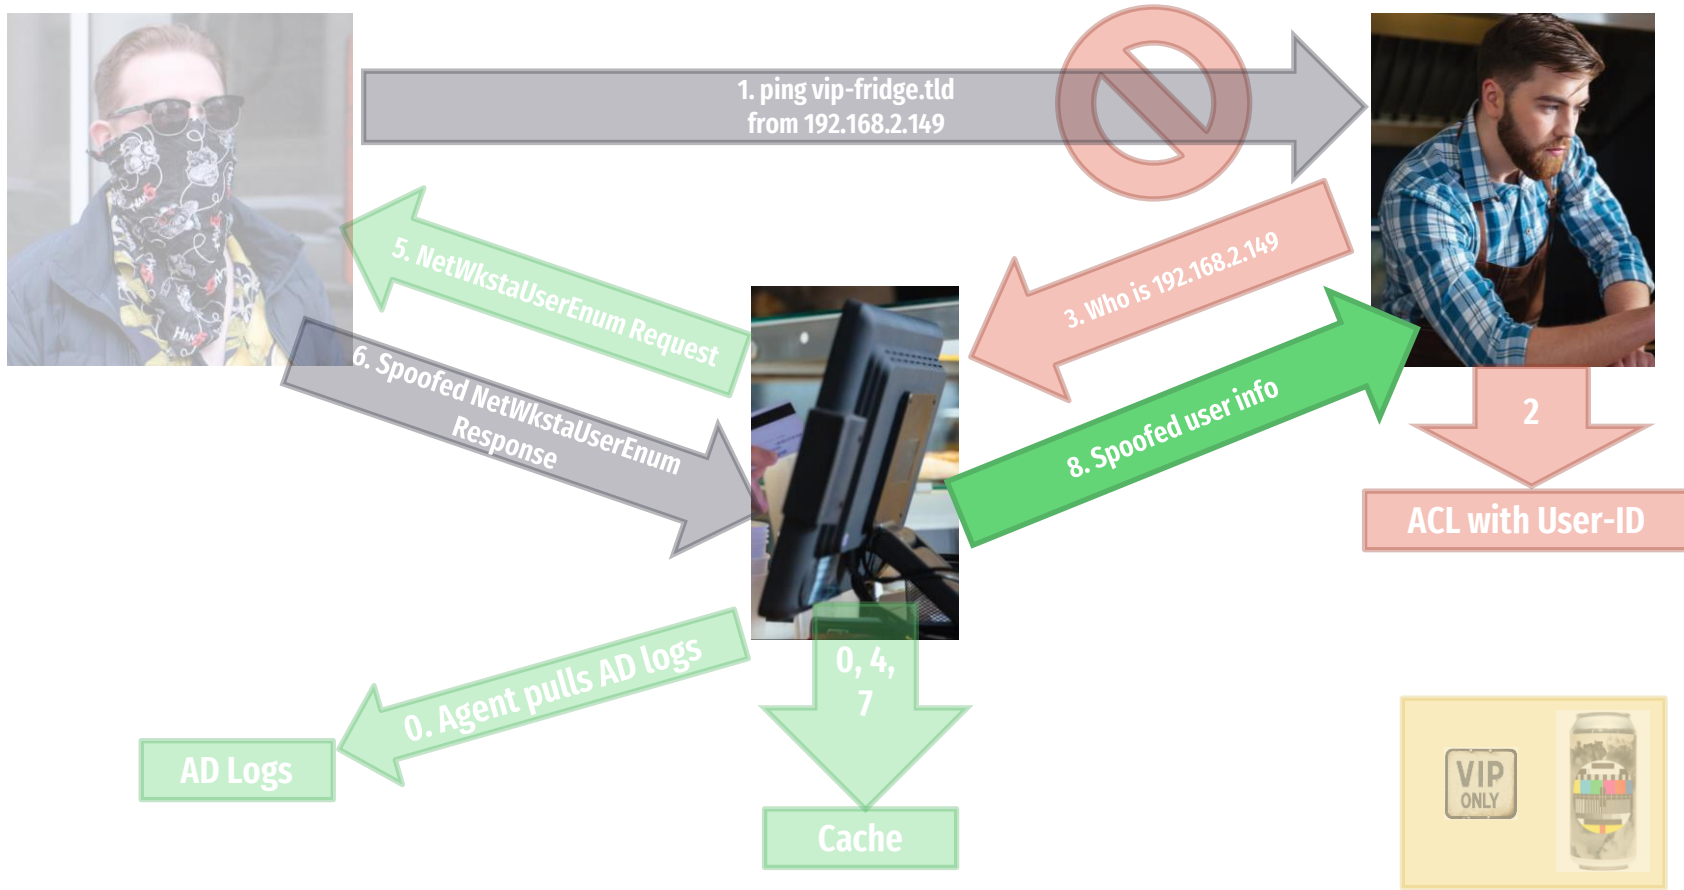 1. ping vip-fridge.tld
from 192.168.2.149
5. NetWkstaUserEnum Request
3. Who is 192.168.2.149
6. Spoofed NetWkstaUserEnum
Response
8. Spoofed user info
2
ACL with User-ID
0. Agent pulls AD logs
0, 4,
7
AD Logs
Cache
VIP
ONLY